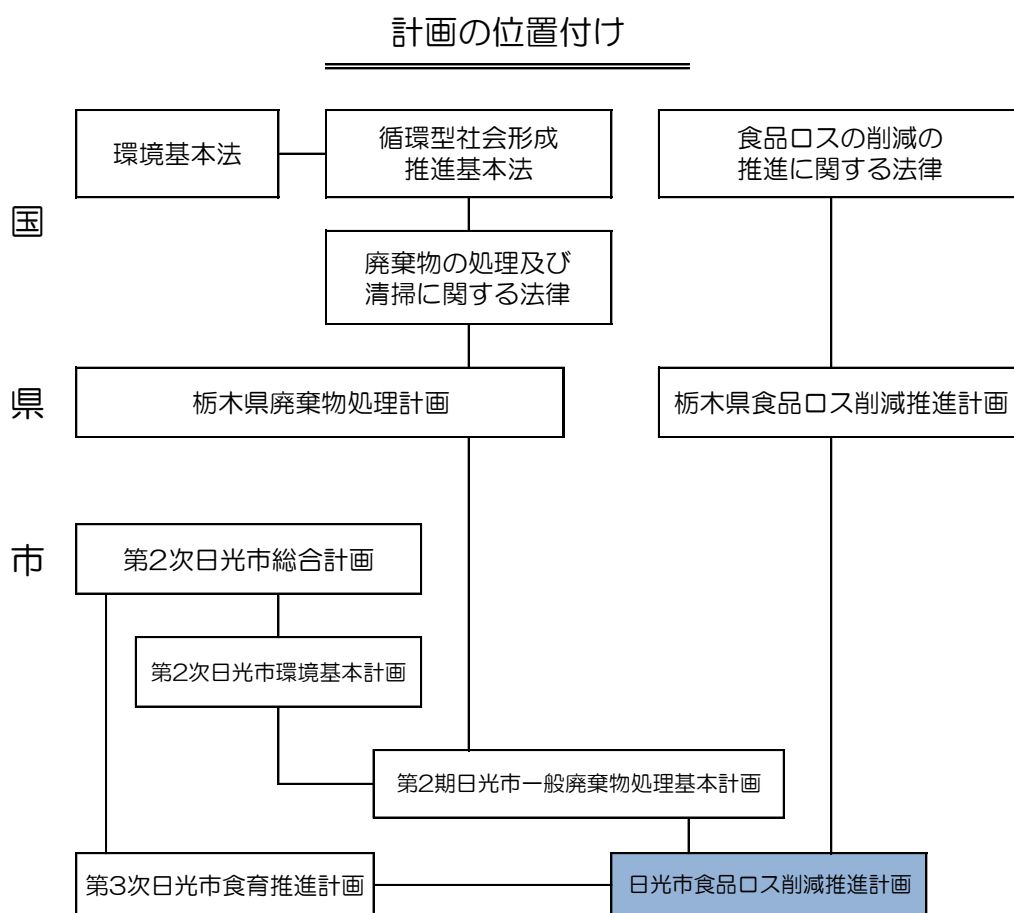 計画の位置付け
環境基本法
循環型社会形成
推進基本法
食品ロスの削減の
推進に関する法律
国
廃棄物の処理及び
清掃に関する法律
県
栃木県廃棄物処理計画
栃木県食品ロス削減推進計画
市
第2次日光市総合計画
第2次日光市環境基本計画
第2期日光市一般廃棄物処理基本計画
第3次日光市食育推進計画
日光市食品ロス削減推進計画